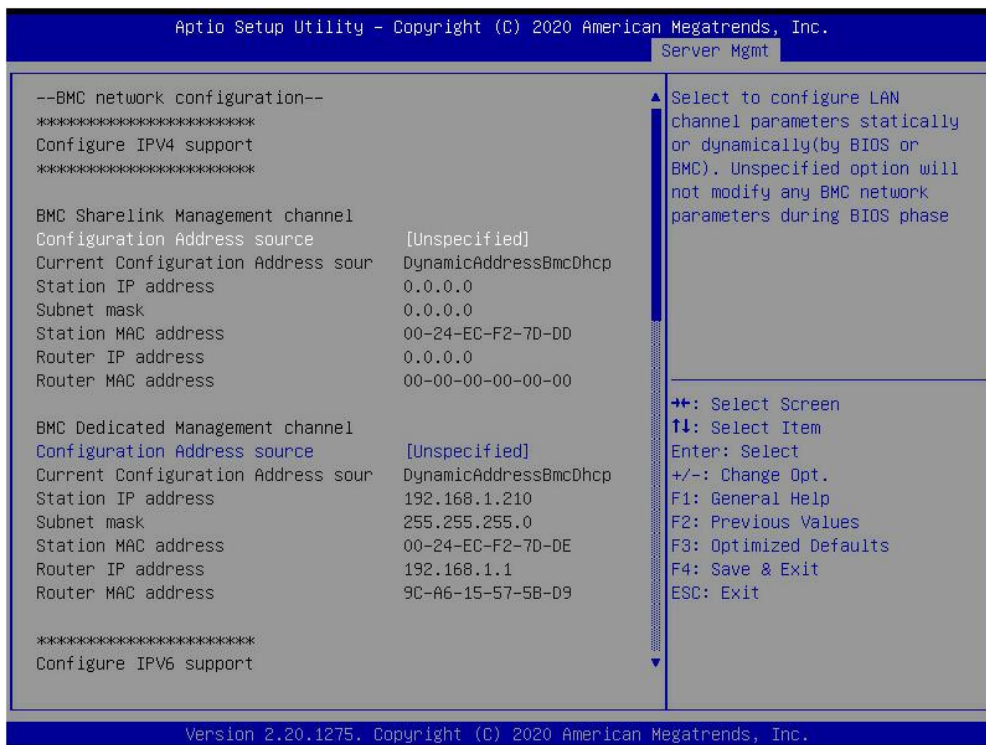 Aptio Setup Utility – Copyright (C) 2020 American Megatrends, Inc.
Server Mgmt
--BMC network configuration--
**********************
Configure IPV4 support
**********************
BMC Sharelink Management channel
Configuration Address source [Unspecified]
Current Configuration Address sour DynamicAddressBmcDhcp
Station IP address 0.0.0.0
Subnet mask 0.0.0.0
Station MAC address 00-24-EC-F2-7D-DD
Router IP address 0.0.0.0
Router MAC address 00-00-00-00-00-00
BMC Dedicated Management channel
Configuration Address source [Unspecified]
Current Configuration Address sour DynamicAddressBmcDhcp
Station IP address 192.168.1.210
Subnet mask 255.255.255.0
Station MAC address 00-24-EC-F2-7D-DE
Router IP address 192.168.1.1
Router MAC address 9C-A6-15-57-5B-D9
**********************
Configure IPV6 support
Select to configure LAN
channel parameters statically
or dynamically(by BIOS or
BMC). Unspecified option will
not modify any BMC network
parameters during BIOS phase
→←: Select Screen
↑↓: Select Item
Enter: Select
+/-: Change Opt.
F1: General Help
F2: Previous Values
F3: Optimized Defaults
F4: Save & Exit
ESC: Exit
Version 2.20.1275. Copyright (C) 2020 American Megatrends, Inc.